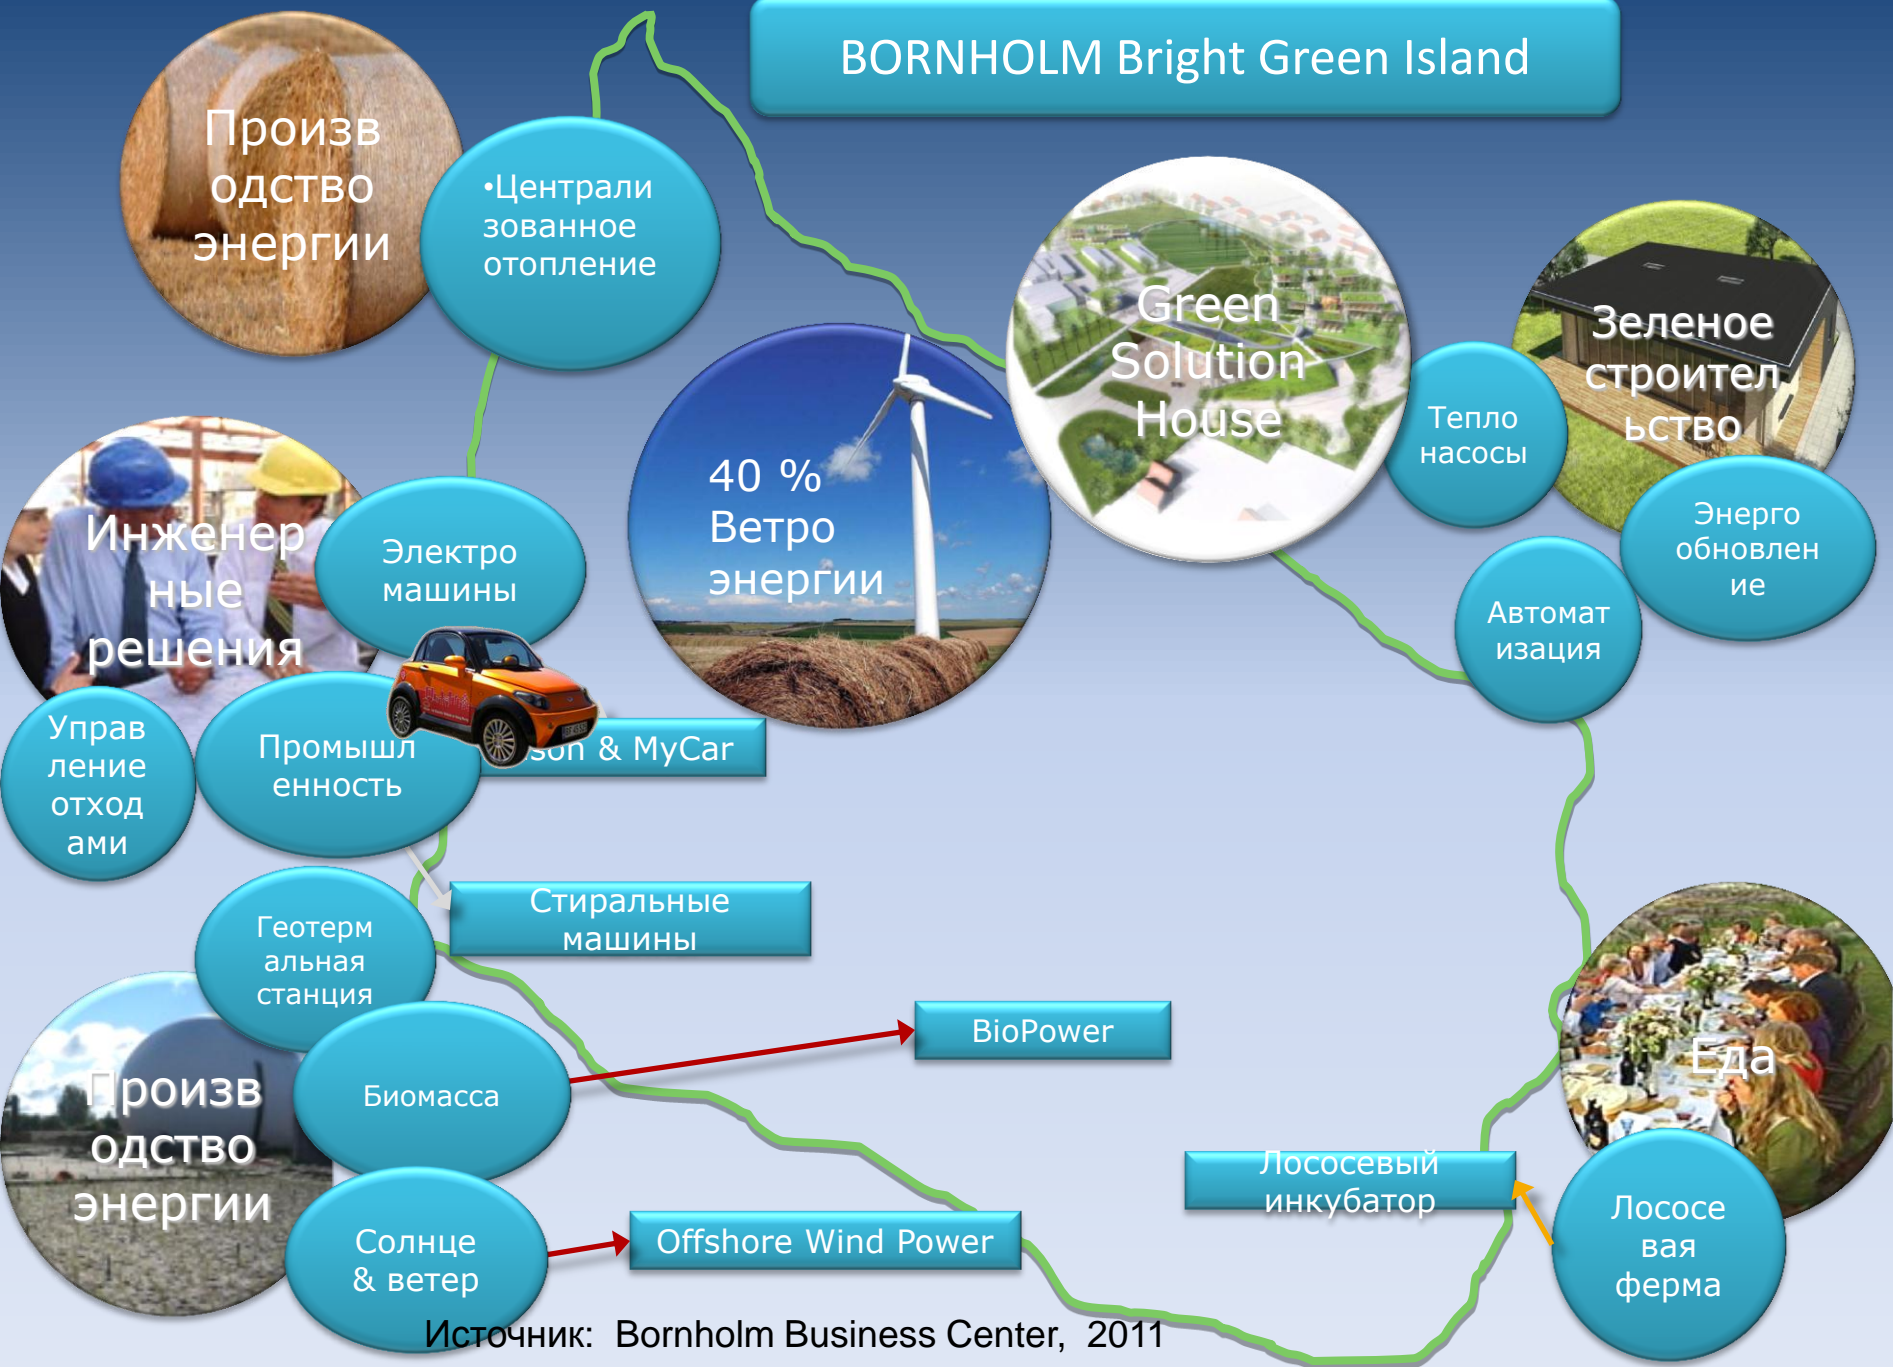 BORNHOLM Bright Green Island
Произв
одство
энергии
•Централи
зованное
отопление
Green
Solution
House
Зеленое
строител
ьство
Тепло
насосы
Энерго
обновлен
ие
Автомат
изация
40 %
Ветро
энергии
Инженер
ные
решения
Электро
машины
Управ
ление
отход
ами
Промышл
енность
& MyCar
Стиральные
машины
Геотерм
альная
станция
Произв
одство
энергии
Биомасса
BioPower
Солнце
& ветер
Offshore Wind Power
Еда
Лососевый
инкубатор
Лососе
вая
ферма
Источник: Bornholm Business Center, 2011